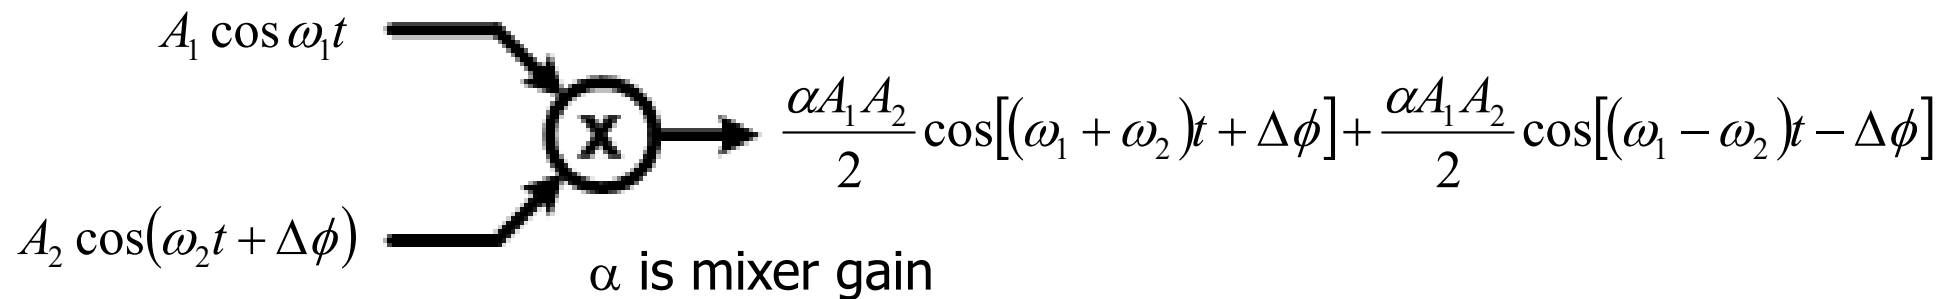 A₁ cos ω₁t
X
αA₁A₂/2 cos[(ω₁ + ω₂)t + Δϕ] + αA₁A₂/2 cos[(ω₁ − ω₂)t − Δϕ]
A₂ cos(ω₂t + Δϕ)
α is mixer gain